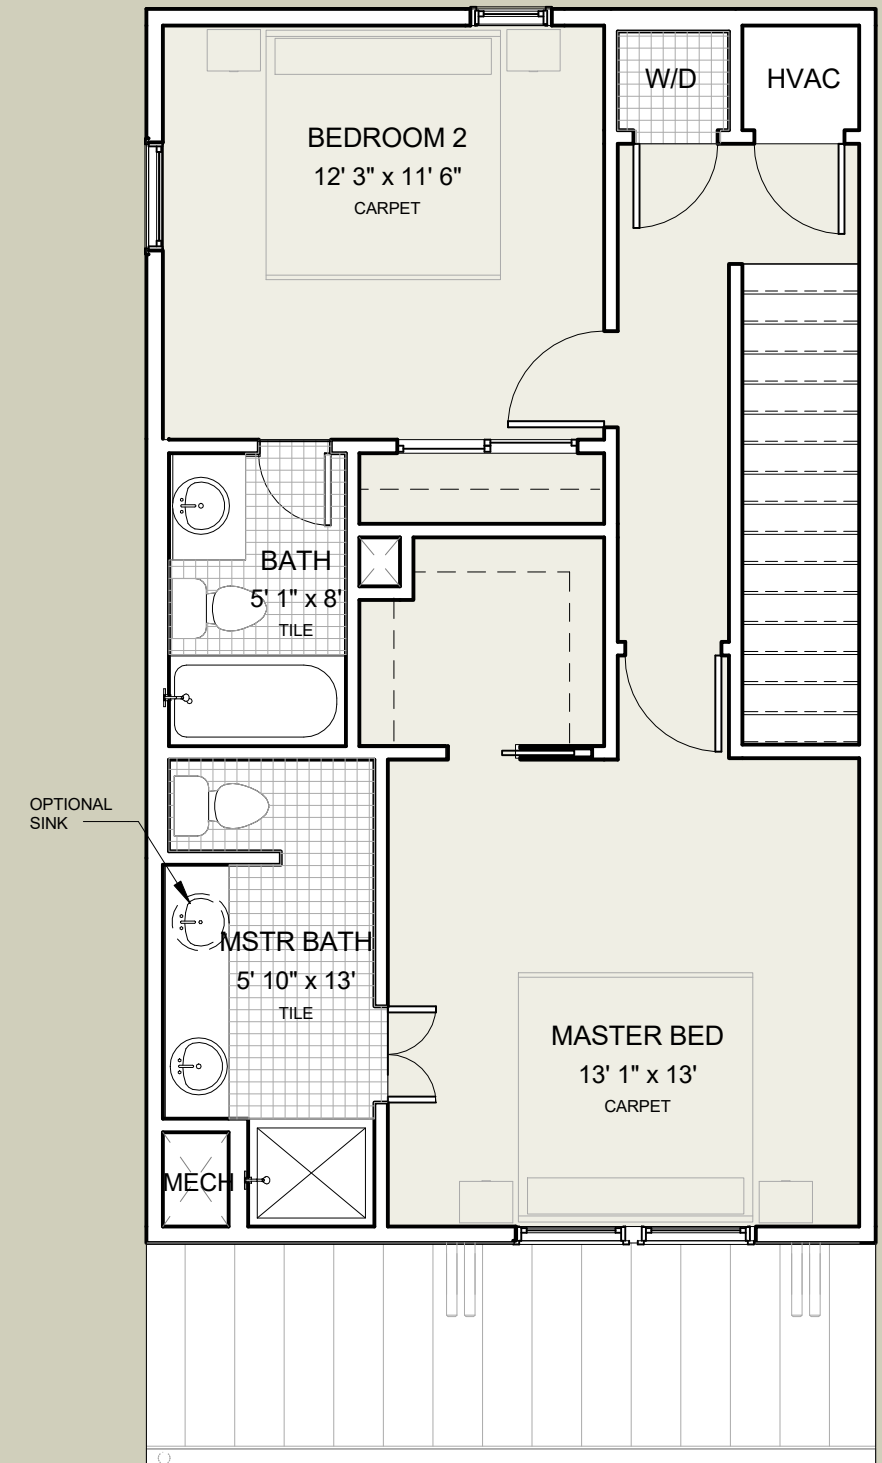 W/D
HVAC
BEDROOM 2
12' 3" x 11' 6"
CARPET
BATH
5' 1" x 8'
TILE
OPTIONAL
SINK
MSTR BATH
5' 10" x 13'
TILE
MASTER BED
13' 1" x 13'
CARPET
MECH